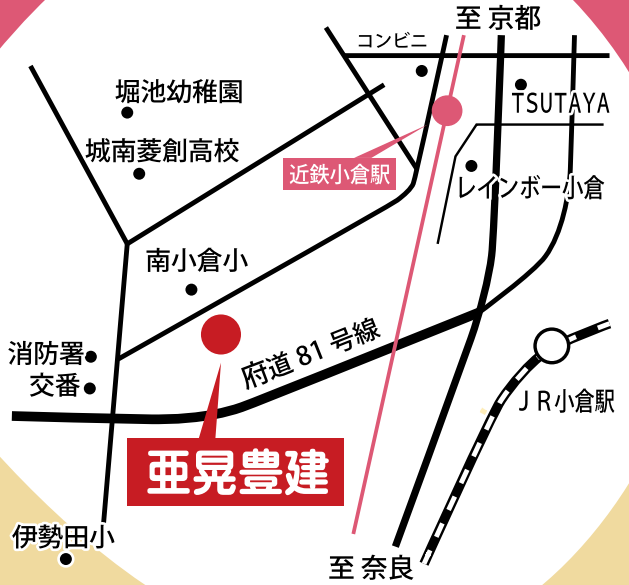 至 京都
コンビニ
堀池幼稚園
TSUTAYA
城南菱創高校
近鉄小倉駅
レインボー小倉
南小倉小
府道 81 号線
消防署
交番
JR小倉駅
亜晃豊建
伊勢田小
至 奈良